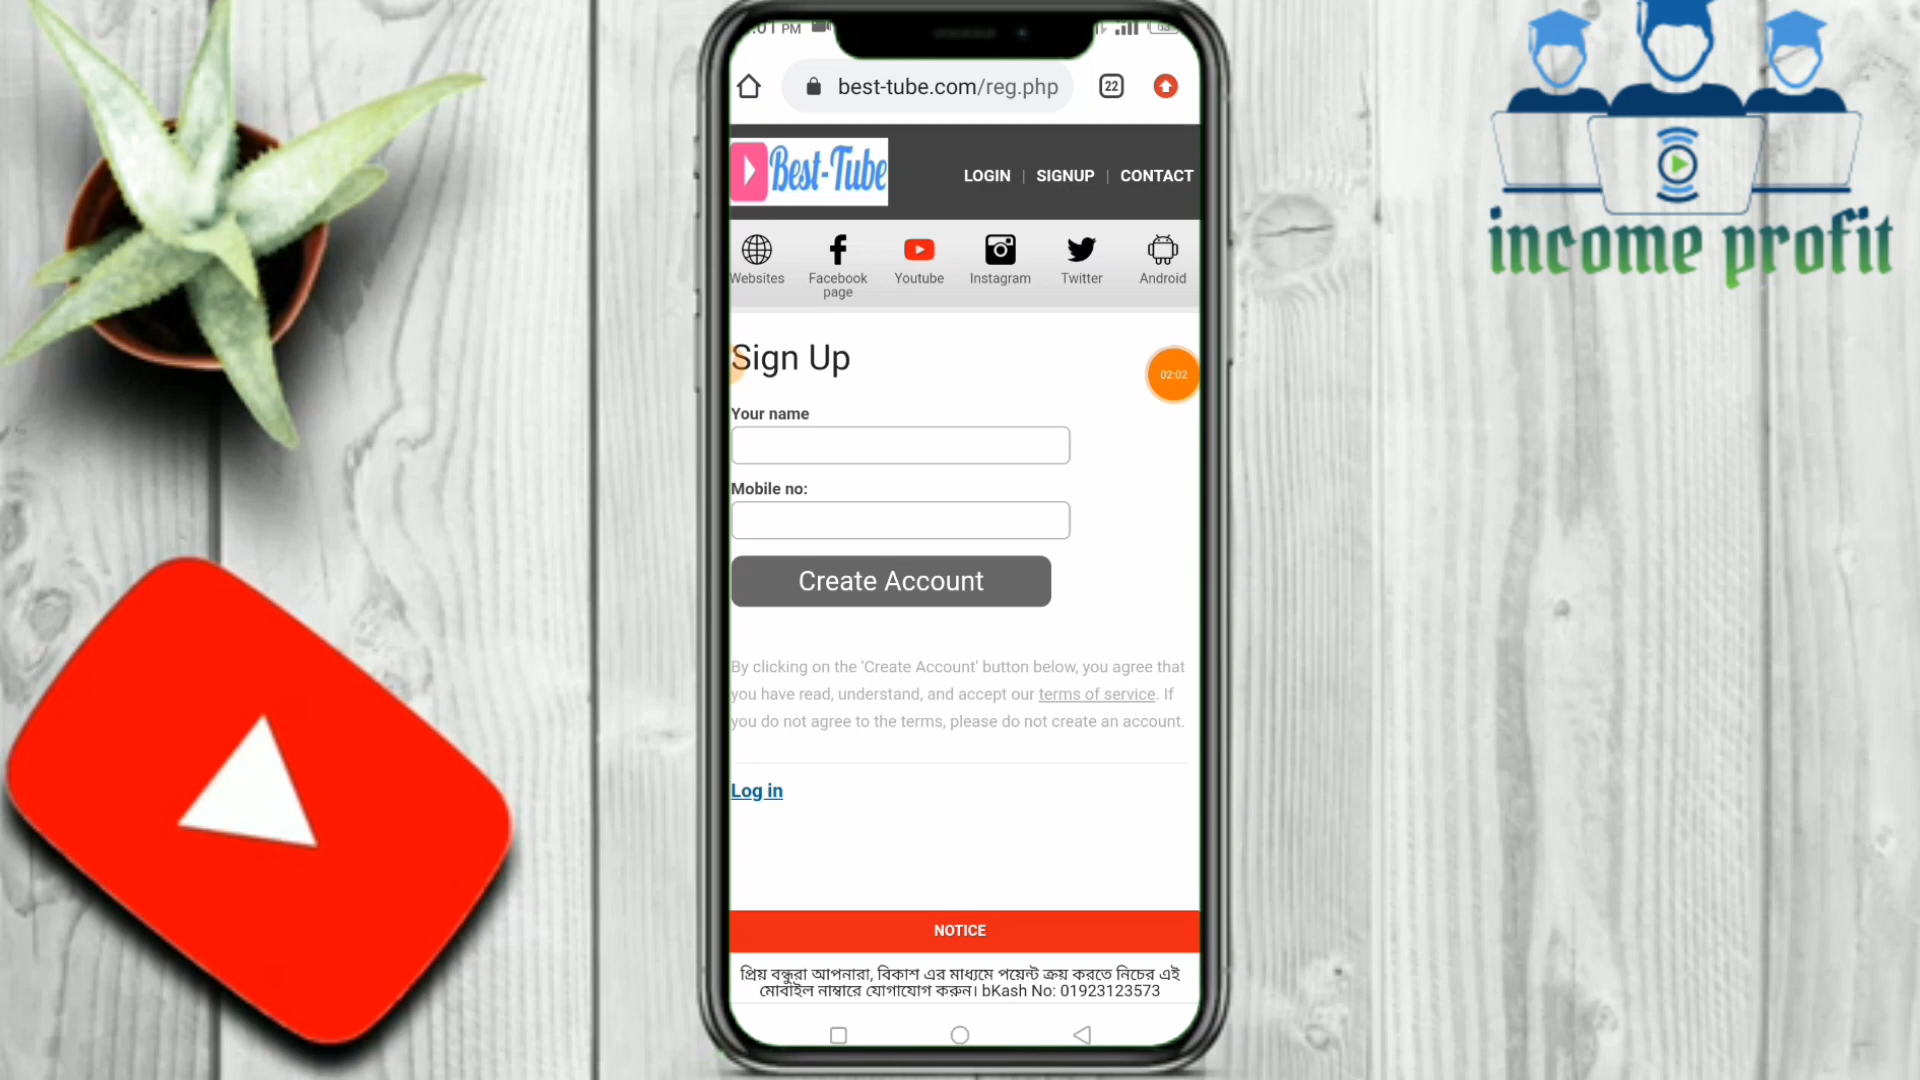 01 PM
best-tube.com/reg.php
22
Best-Tube
LOGIN | SIGNUP | CONTACT
Websites
Facebook page
Youtube
Instagram
Twitter
Android
income profit
Sign Up
02:02
Your name
Mobile no:
Create Account
By clicking on the 'Create Account' button below, you agree that
you have read, understand, and accept our terms of service. If
you do not agree to the terms, please do not create an account.
Log in
NOTICE
প্রিয় বন্ধুরা আপনারা, বিকাশ এর মাধ্যমে পয়েন্ট ক্রয় করতে নিচের এই
মোবাইল নাম্বারে যোগাযোগ করুন। bKash No: 01923123573